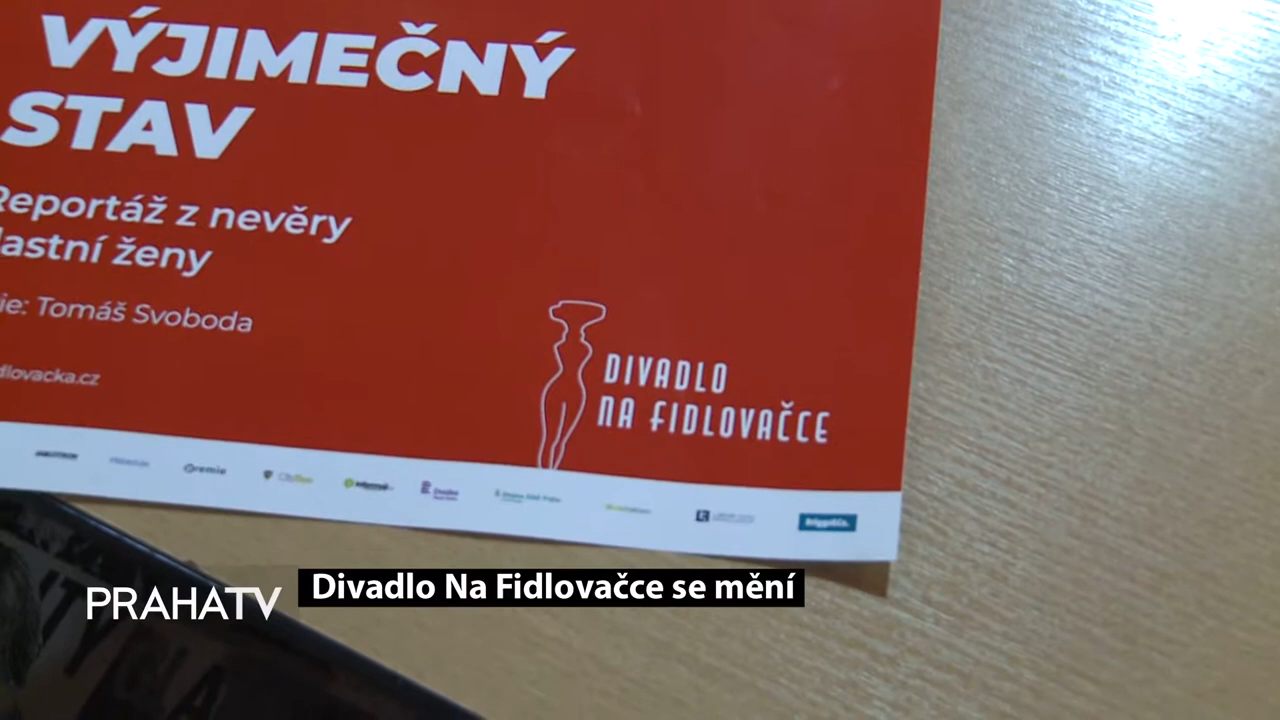 VÝJIMEČNÝ
STAV
Reportáž z nevěry
lastní ženy
ie: Tomáš Svoboda
dlovacka.cz
DIVADLO
NA FIDLOVAČCE
Premie
PRAHATV
Divadlo Na Fidlovačce se mění